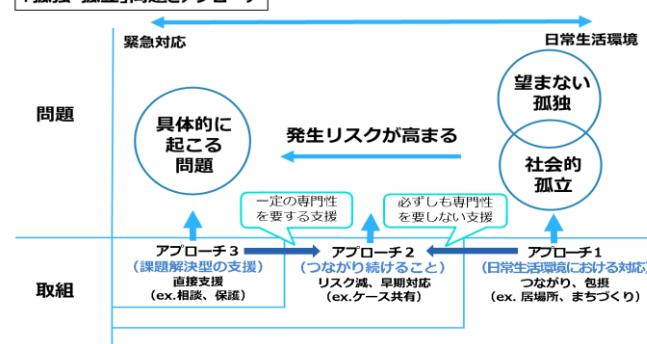 緊急対応
日常生活環境
問題
具体的に
起こる
問題
発生リスクが高まる
望まない
孤独
社会的
孤立
一定の専門性
を要する支援
必ずしも専門性
を要しない支援
取組
アプローチ3
(課題解決型の支援)
直接支援
(ex.相談、保護)
アプローチ2
(つながり続けること)
リスク減、早期対応
(ex.ケース共有)
アプローチ1
(日常生活環境における対応)
つながり、包摂
(ex. 居場所、まちづくり)